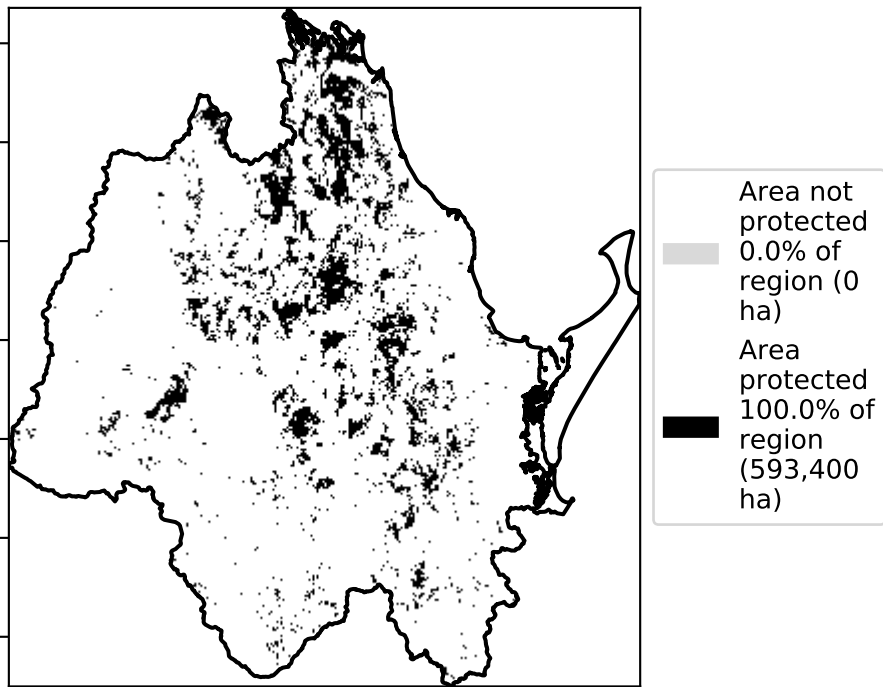 Area not
protected
0.0% of
region (0
ha)
Area
protected
100.0% of
region
(593,400
ha)